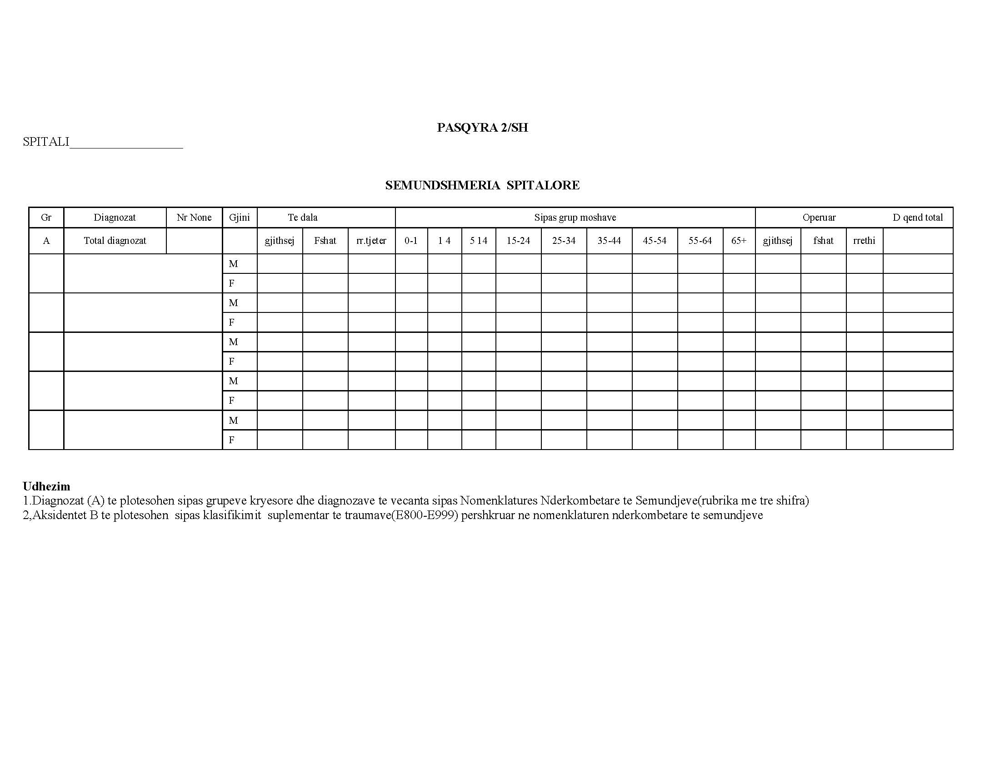 PASQYRA 2/SH
SPITALI__________________
SEMUNDSHMERIA SPITALORE
Gr Diagnozat Nr None Gjini Te dala Sipas grup moshave Operuar D qend total
A Total diagnozat gjithsej Fshat rr.tjeter 0-1 1 4 5 14 15-24 25-34 35-44 45-54 55-64 65+ gjithsej fshat rrethi
M
F
M
F
M
F
M
F
M
F
Udhezim
1.Diagnozat (A) te plotesohen sipas grupeve kryesore dhe diagnozave te vecanta sipas Nomenklatures Nderkombetare te Semundjeve(rubrika me tre shifra)
2,Aksidentet B te plotesohen sipas klasifikimit suplementar te traumave(E800-E999) pershkruar ne nomenklaturen nderkombetare te semundjeve